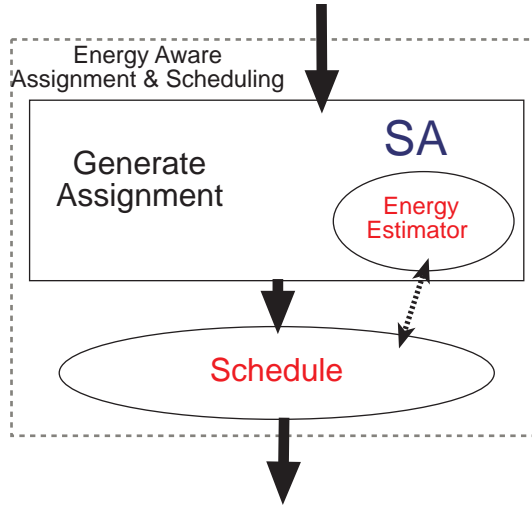 Energy Aware
Assignment & Scheduling
SA
Generate
Assignment
Energy
Estimator
Schedule